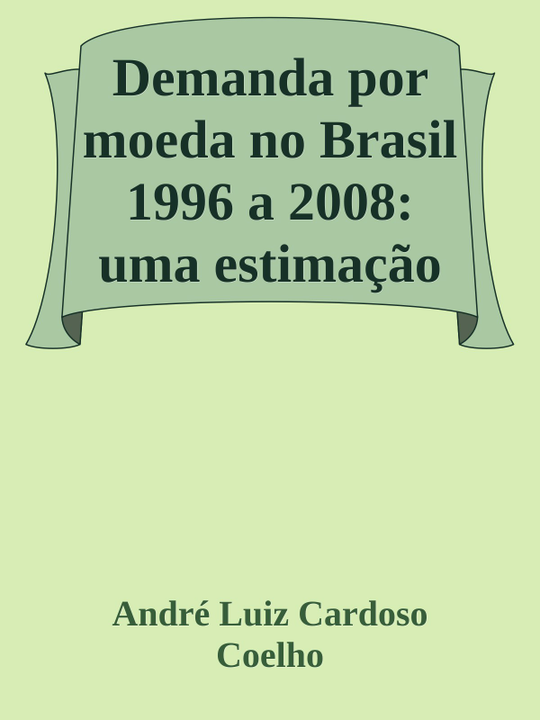 Demanda por
moeda no Brasil
1996 a 2008:
uma estimação
André Luiz Cardoso
Coelho